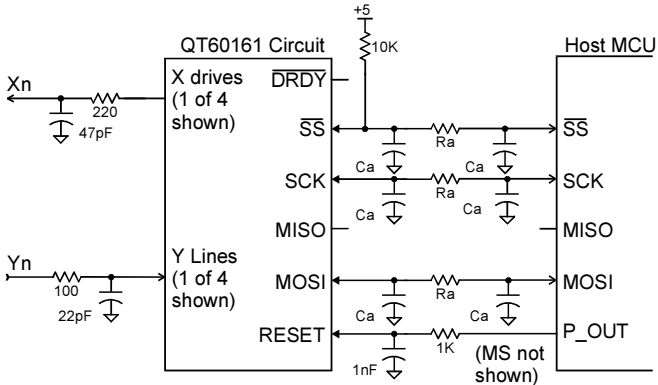 +5
QT60161 Circuit
10K
Host MCU
Xn
X drives
(1 of 4
shown)
DRDY
220
47pF
SS
Ra
SS
Ca
Ca
SCK
Ra
SCK
Ca
Ca
MISO
MISO
Yn
Y Lines
(1 of 4
shown)
100
22pF
MOSI
Ra
MOSI
Ca
Ca
RESET
1K
P_OUT
1nF
(MS not
shown)